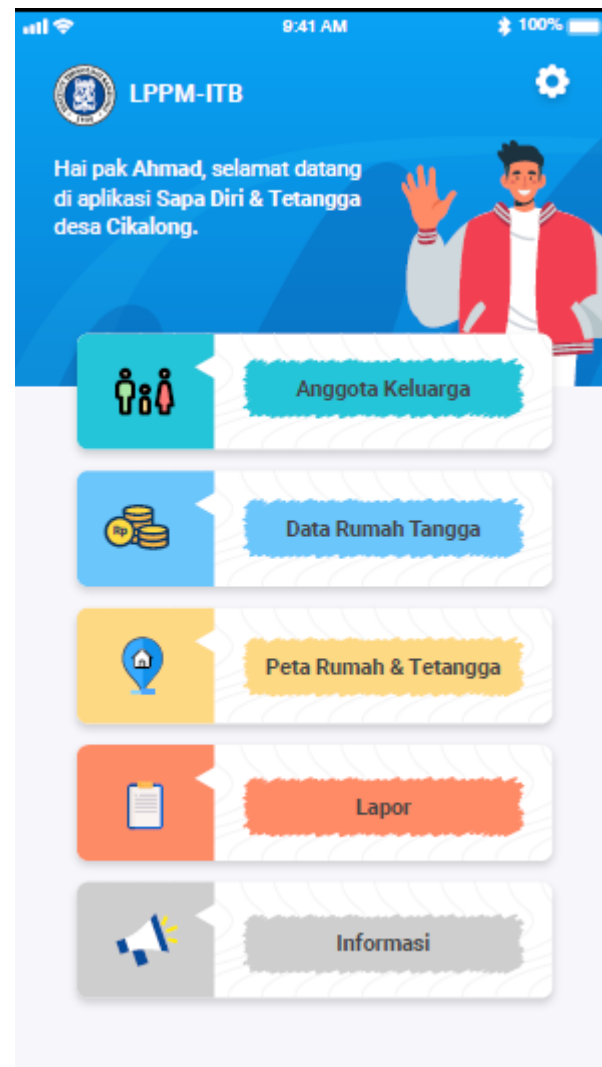 9:41 AM
100%
LPPM-ITB
Hai pak Ahmad, selamat datang
di aplikasi Sapa Diri & Tetangga
desa Cikalong.
Anggota Keluarga
Rp
Data Rumah Tangga
Peta Rumah & Tetangga
Lapor
Informasi